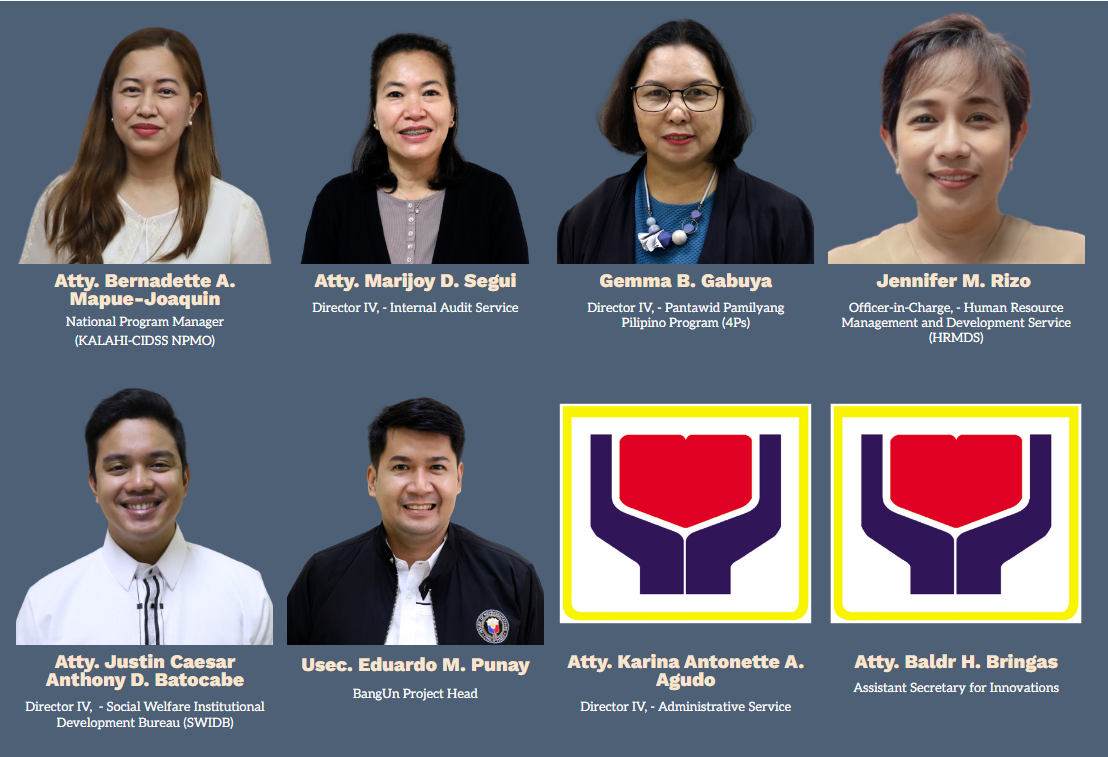 Atty. Bernadette A.
Mapue-Joaquin
National Program Manager
(KALAHI-CIDSS NPMO)
Atty. Marijoy D. Segui
Director IV, - Internal Audit Service
Gemma B. Gabuya
Director IV, - Pantawid Pamilyang
Pilipino Program (4Ps)
Jennifer M. Rizo
Officer-in-Charge, - Human Resource
Management and Development Service
(HRMDS)
Atty. Justin Caesar
Anthony D. Batocabe
Director IV,  - Social Welfare Institutional
Development Bureau (SWIDB)
Usec. Eduardo M. Punay
BangUn Project Head
Atty. Karina Antonette A.
Agudo
Director IV, - Administrative Service
Atty. Baldr H. Bringas
Assistant Secretary for Innovations